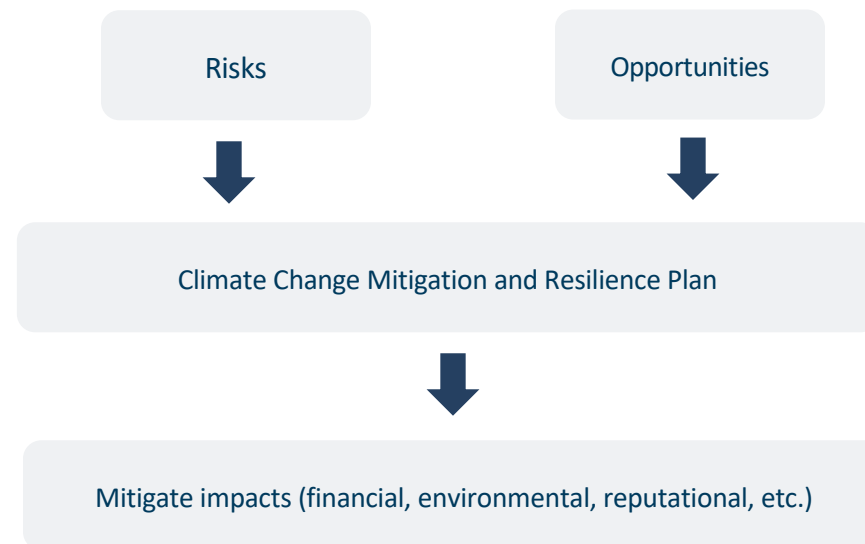 Risks
Opportunities
Climate Change Mitigation and Resilience Plan
Mitigate impacts (financial, environmental, reputational, etc.)